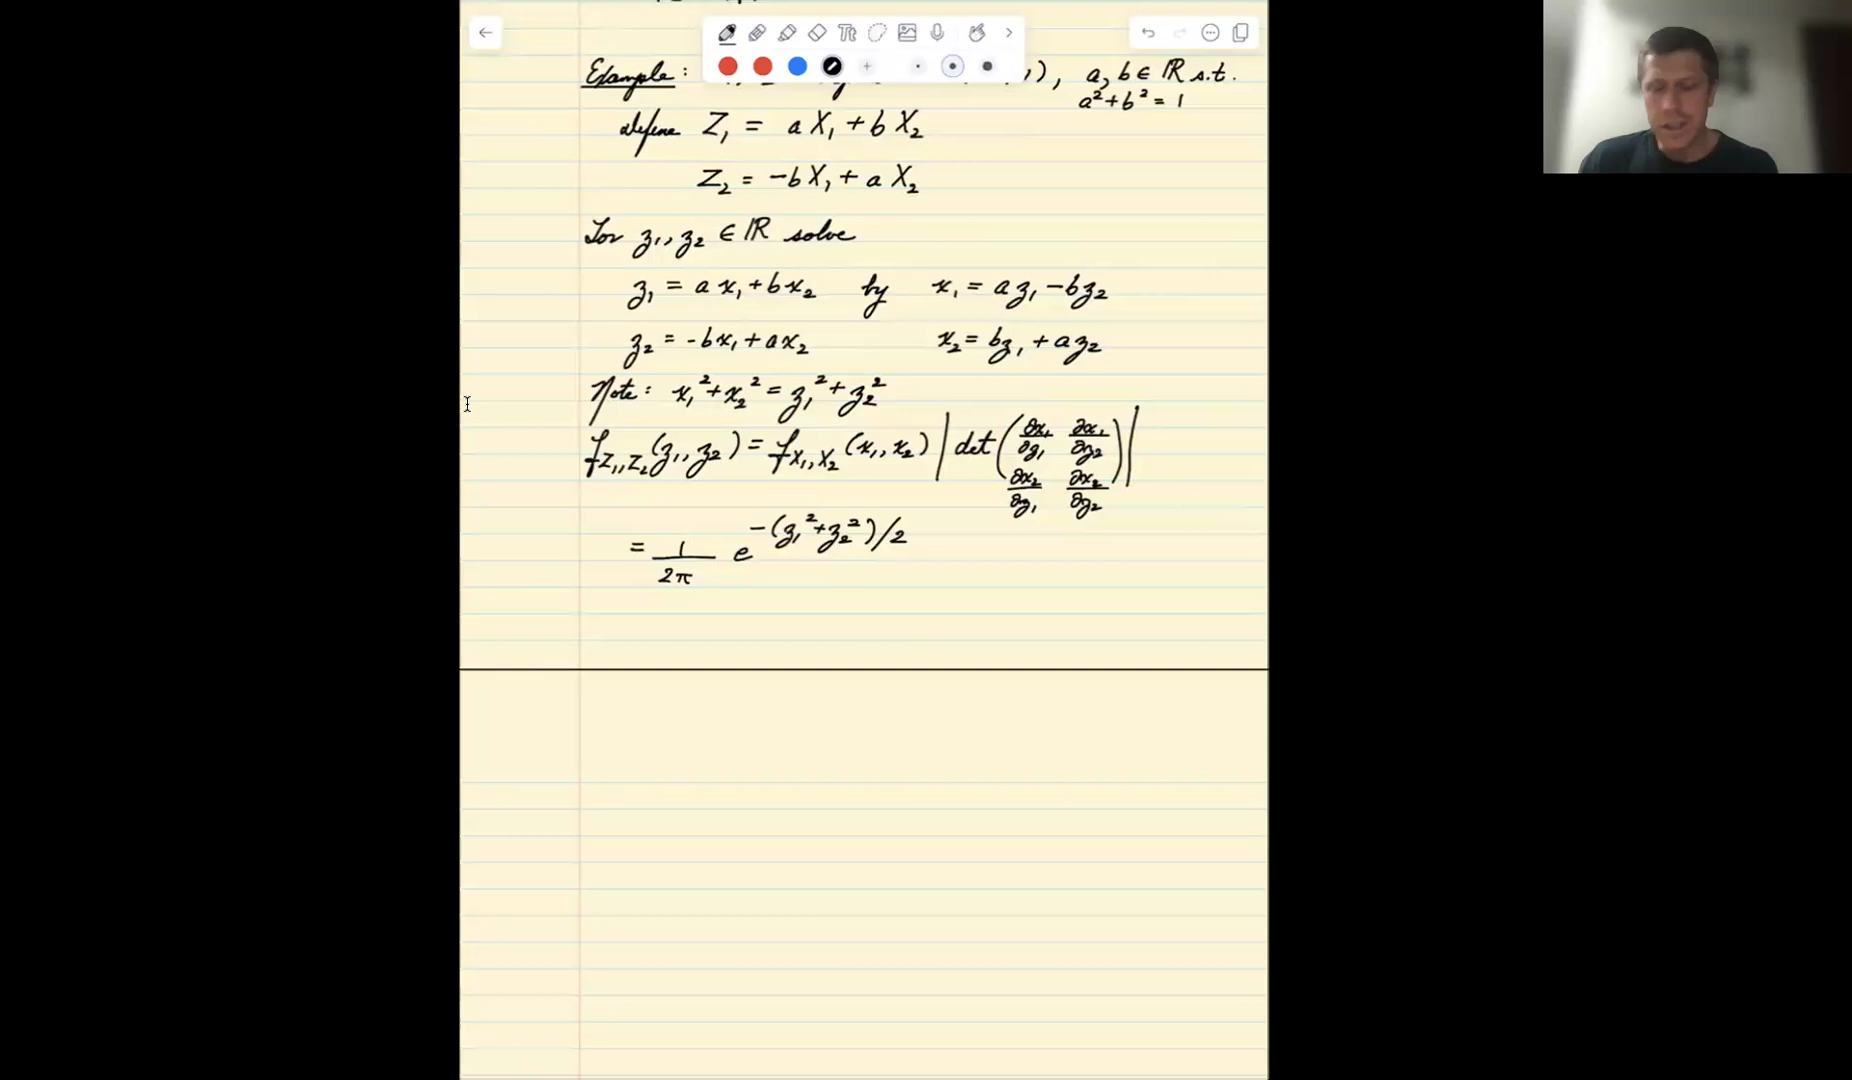 Example : ), a, b ∈ ℝ s.t.
a² + b² = 1
define Z₁ = a X₁ + b X₂
Z₂ = -b X₁ + a X₂
For z₁, z₂ ∈ ℝ solve
z₁ = a x₁ + b x₂ by x₁ = a z₁ - b z₂
z₂ = -b x₁ + a x₂ x₂ = b z₁ + a z₂
Note : x₁² + x₂² = z₁² + z₂²
f_{Z₁,Z₂}(z₁, z₂) = f_{X₁,X₂}(x₁, x₂) | det ( ∂x₁/∂z₁ ∂x₁/∂z₂
∂x₂/∂z₁ ∂x₂/∂z₂ ) |
= 1/2π e^{-(z₁² + z₂²)/2}